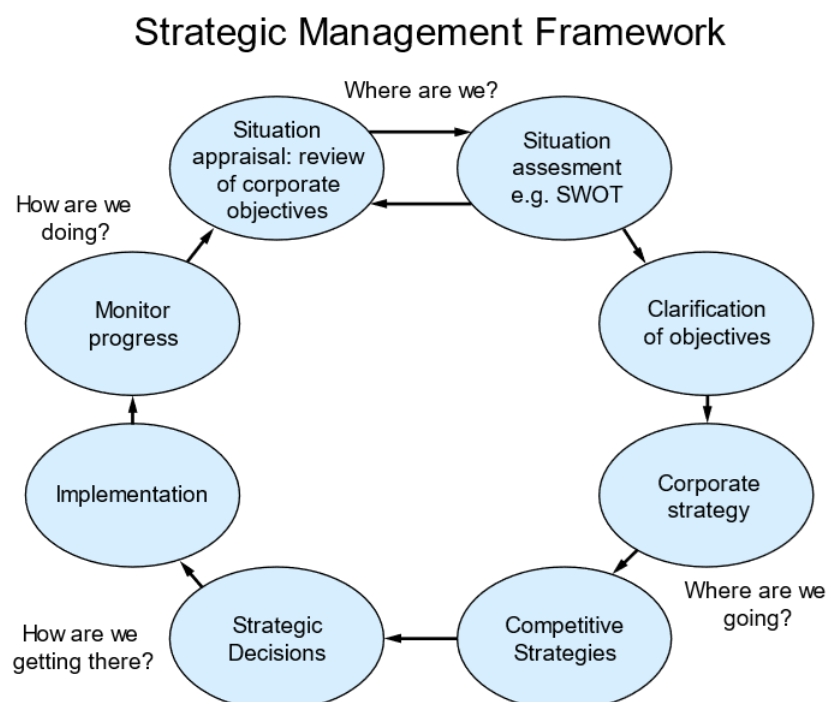 Strategic Management Framework
Where are we?
Situation
appraisal: review
of corporate
objectives
Situation
assesment
e.g. SWOT
How are we
doing?
Monitor
progress
Clarification
of objectives
Implementation
Corporate
strategy
Where are we
going?
How are we
getting there?
Strategic
Decisions
Competitive
Strategies